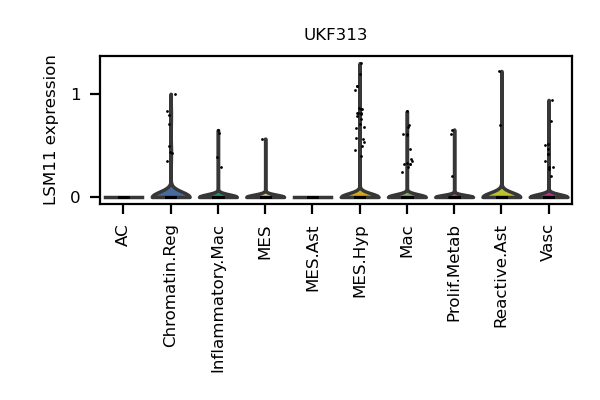 UKF313
LSM11 expression
1
0
AC
Chromatin.Reg
Inflammatory.Mac
MES
MES.Ast
MES.Hyp
Mac
Prolif.Metab
Reactive.Ast
Vasc